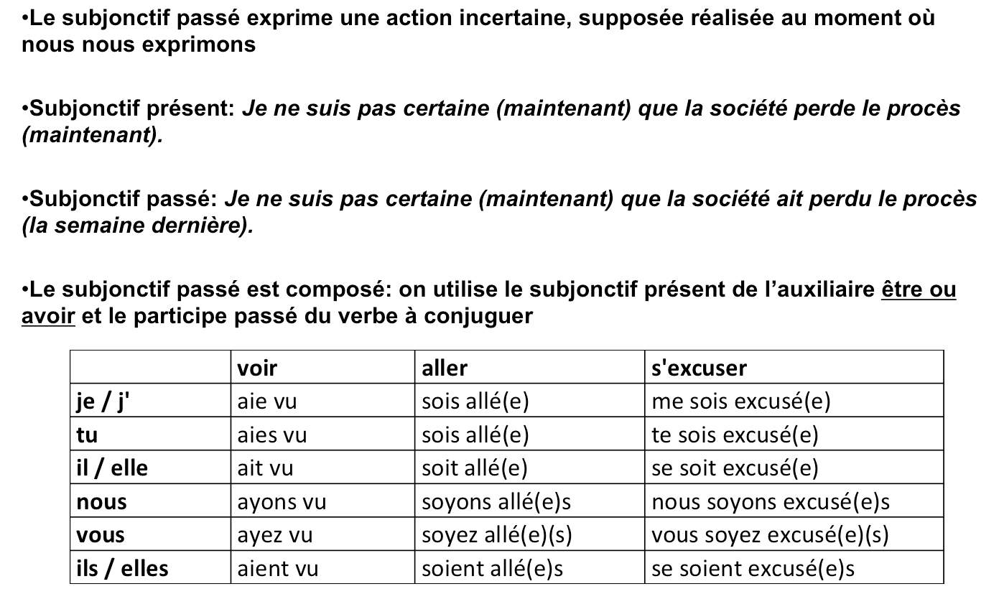 •Le subjonctif passé exprime une action incertaine, supposée réalisée au moment où
nous nous exprimons
•Subjonctif présent: Je ne suis pas certaine (maintenant) que la société perde le procès
(maintenant).
•Subjonctif passé: Je ne suis pas certaine (maintenant) que la société ait perdu le procès
(la semaine dernière).
•Le subjonctif passé est composé: on utilise le subjonctif présent de l’auxiliaire être ou
avoir et le participe passé du verbe à conjuguer
voir aller s'excuser
je / j' aie vu sois allé(e) me sois excusé(e)
tu aies vu sois allé(e) te sois excusé(e)
il / elle ait vu soit allé(e) se soit excusé(e)
nous ayons vu soyons allé(e)s nous soyons excusé(e)s
vous ayez vu soyez allé(e)(s) vous soyez excusé(e)(s)
ils / elles aient vu soient allé(e)s se soient excusé(e)s